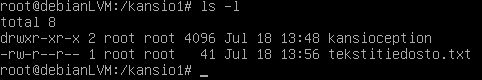 root@debianLVM:/kansio1# ls -l
total 8
drwxr-xr-x 2 root root 4096 Jul 18 13:48 kansioception
-rw-r--r-- 1 root root   41 Jul 18 13:56 tekstitiedosto.txt
root@debianLVM:/kansio1# _